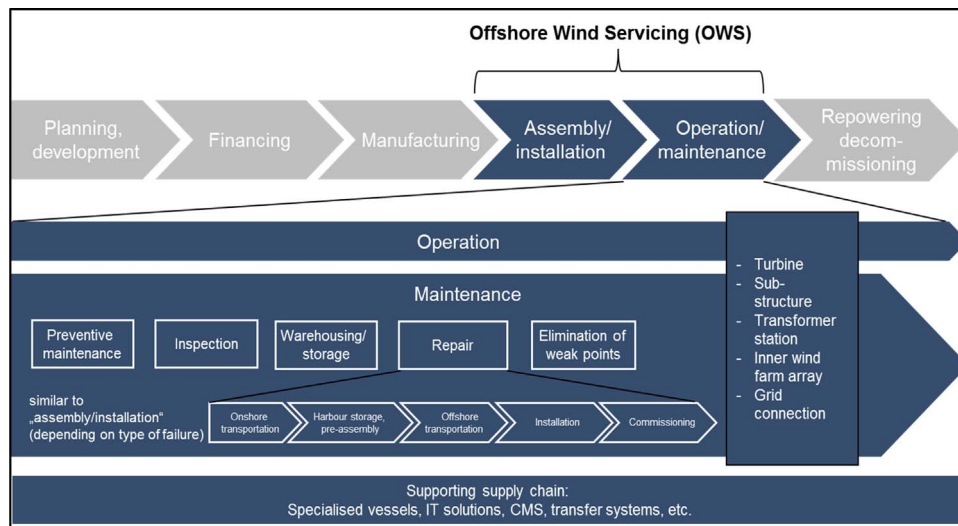 Offshore Wind Servicing (OWS)
Planning,
development
Financing
Manufacturing
Assembly/
installation
Operation/
maintenance
Repowering
decom-
missioning
Operation
Maintenance
Preventive
maintenance
Inspection
Warehousing/
storage
Repair
Elimination of
weak points
similar to
„assembly/installation“
(depending on type of failure)
Onshore
transportation
Harbour storage,
pre-assembly
Offshore
transportation
Installation
Commissioning
- Turbine
- Sub-
structure
- Transformer
station
- Inner wind
farm array
- Grid
connection
Supporting supply chain:
Specialised vessels, IT solutions, CMS, transfer systems, etc.